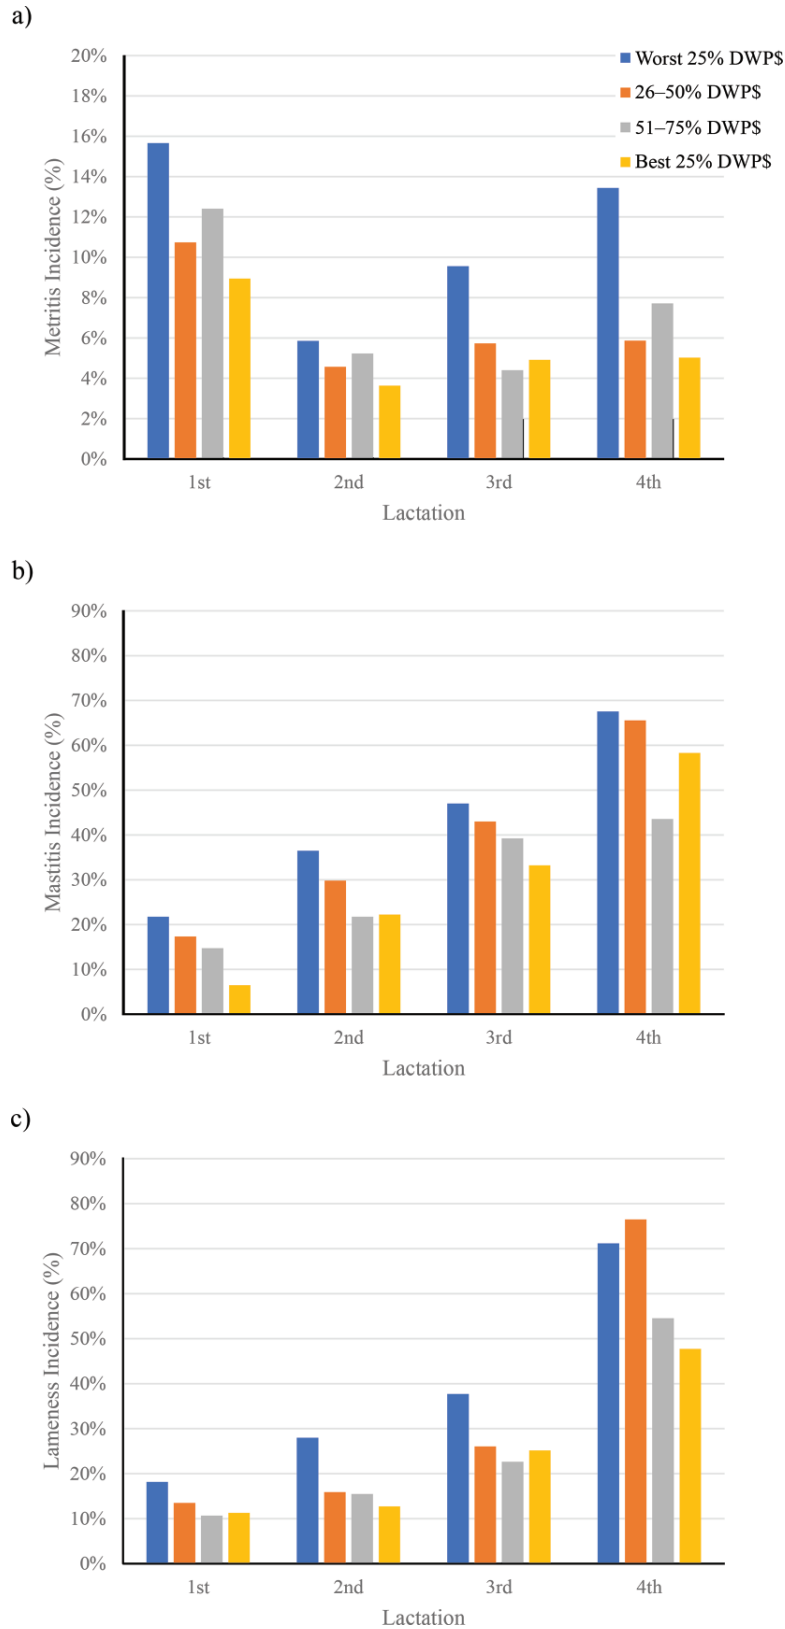 a)
20%
18%
16%
14%
12%
10%
8%
6%
4%
2%
0%
Metritis Incidence (%)
Worst 25% DWP$
26–50% DWP$
51–75% DWP$
Best 25% DWP$
1st 2nd 3rd 4th
Lactation
b)
90%
80%
70%
60%
50%
40%
30%
20%
10%
0%
Mastitis Incidence (%)
1st 2nd 3rd 4th
Lactation
c)
90%
80%
70%
60%
50%
40%
30%
20%
10%
0%
Lameness Incidence (%)
1st 2nd 3rd 4th
Lactation